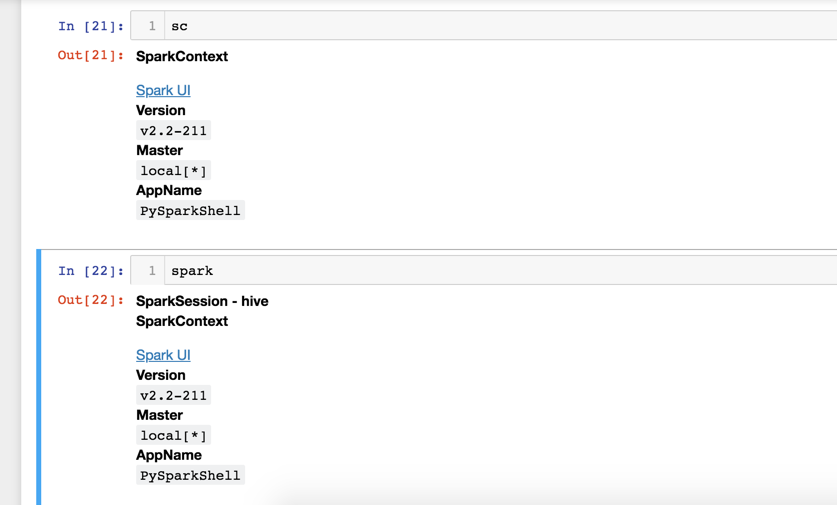 In [21]: 1 sc
Out[21]: SparkContext
Spark UI
Version
v2.2-211
Master
local[*]
AppName
PySparkShell
In [22]: 1 spark
Out[22]: SparkSession - hive
SparkContext
Spark UI
Version
v2.2-211
Master
local[*]
AppName
PySparkShell